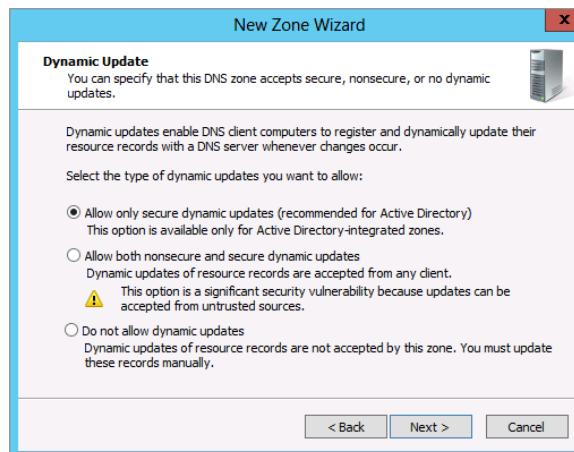 New Zone Wizard
x
Dynamic Update
You can specify that this DNS zone accepts secure, nonsecure, or no dynamic
updates.
Dynamic updates enable DNS client computers to register and dynamically update their
resource records with a DNS server whenever changes occur.
Select the type of dynamic updates you want to allow:
Allow only secure dynamic updates (recommended for Active Directory)
This option is available only for Active Directory-integrated zones.
Allow both nonsecure and secure dynamic updates
Dynamic updates of resource records are accepted from any client.
This option is a significant security vulnerability because updates can be
accepted from untrusted sources.
Do not allow dynamic updates
Dynamic updates of resource records are not accepted by this zone. You must update
these records manually.
< Back Next > Cancel